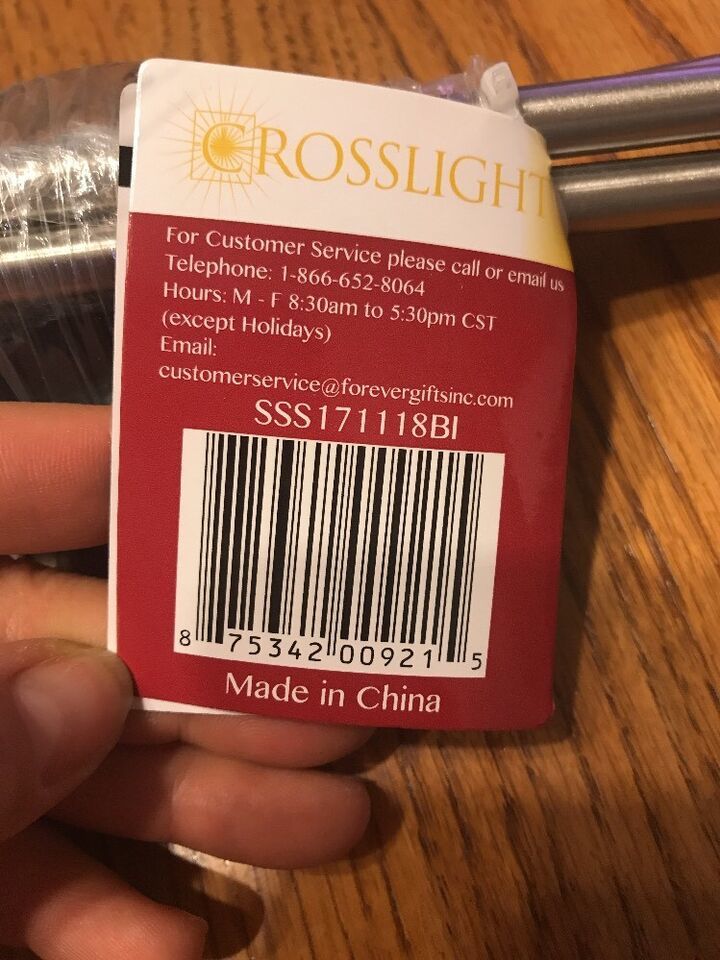 CROSSLIGHT
For Customer Service please call or email us
Telephone: 1-866-652-8064
Hours: M - F 8:30am to 5:30pm CST
(except Holidays)
Email:
customerservice@forevergiftsinc.com
SSS171118BI
8 75342 00921 5
Made in China